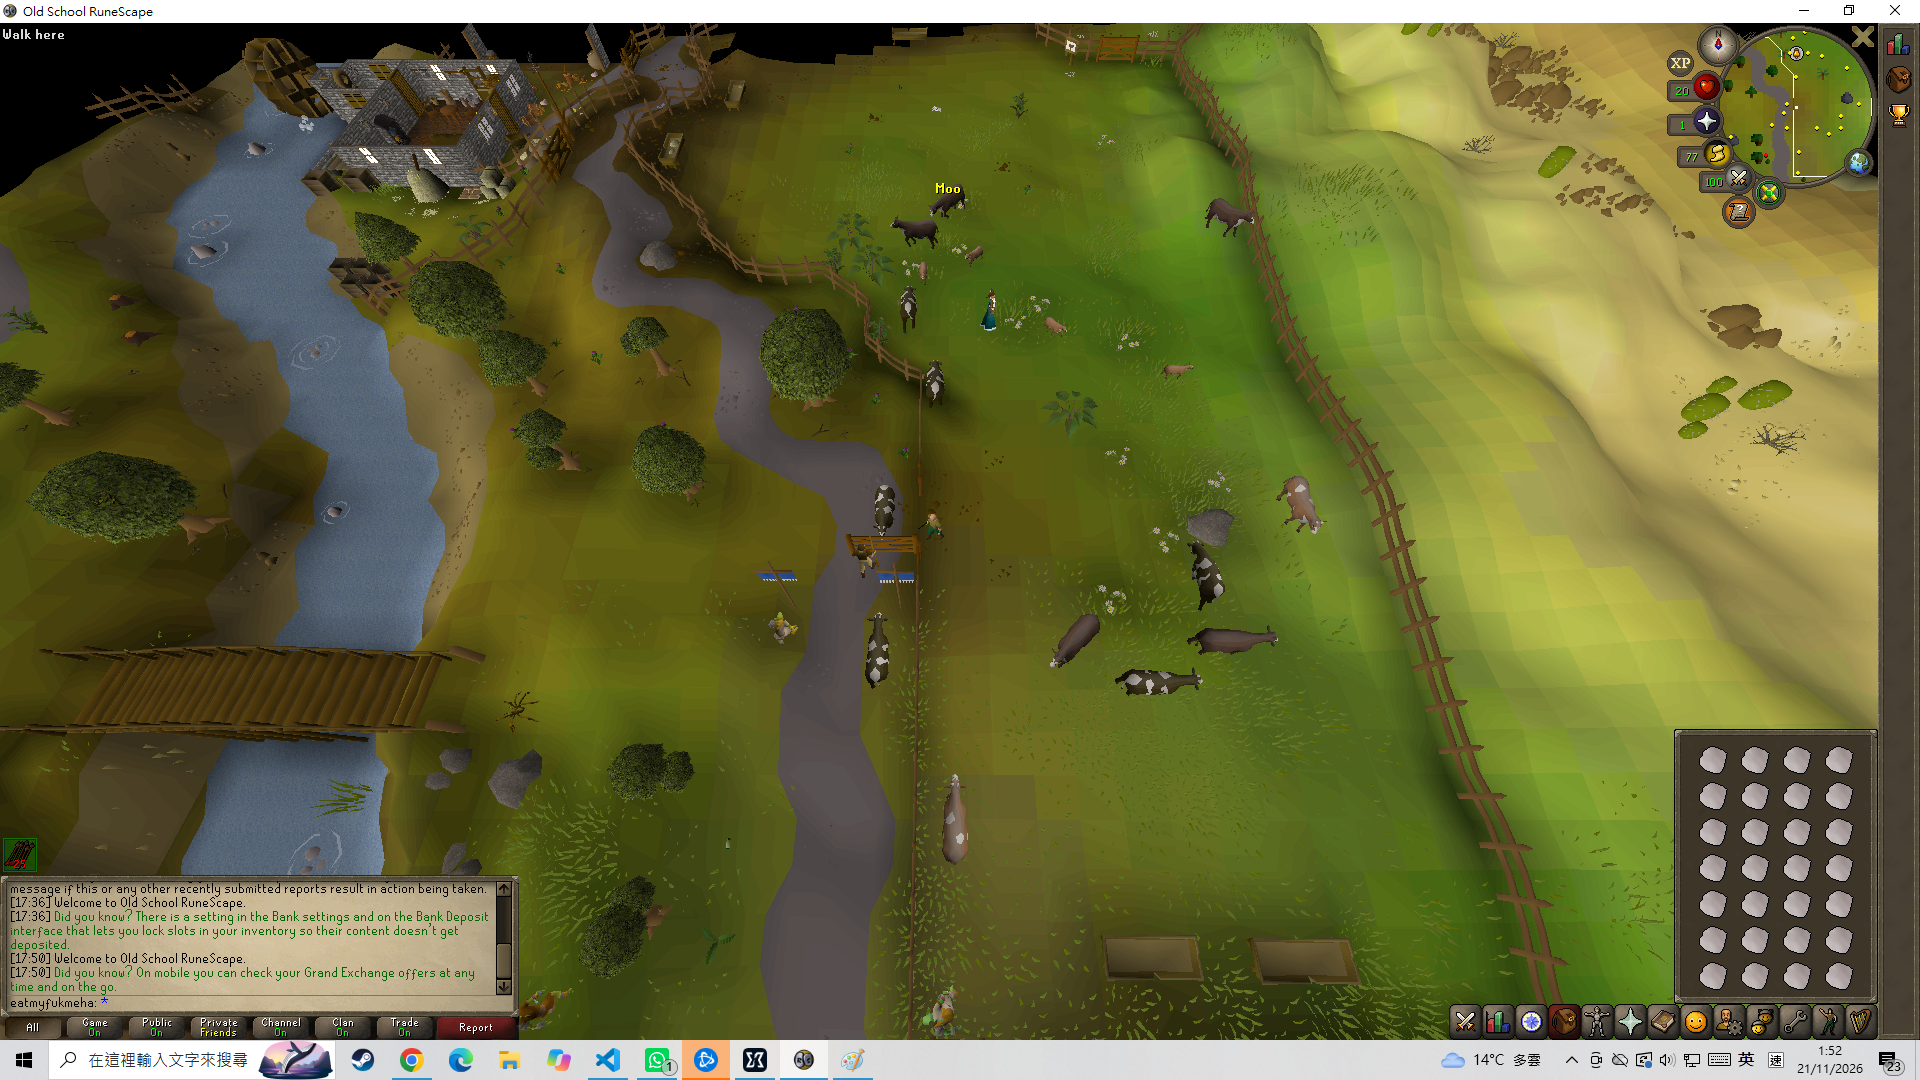 Old School RuneScape
Walk here
N
XP
20
1
77
100
Moo
25
message if this or any other recently submitted reports result in action being taken.
[17:36] Welcome to Old School RuneScape.
[17:36] Did you know? There is a setting in the Bank settings and on the Bank Deposit
interface that lets you lock slots in your inventory so their content doesn't get
deposited.
[17:50] Welcome to Old School RuneScape.
[17:50] Did you know? On mobile you can check your Grand Exchange offers at any
time and on the go.
eatmyfukmeha: *
All
Game
On
Public
On
Private
Friends
Channel
On
Clan
On
Trade
On
Report
在這裡輸入文字來搜尋
1
14°C 多雲
英
速
1:52
21/11/2026
23